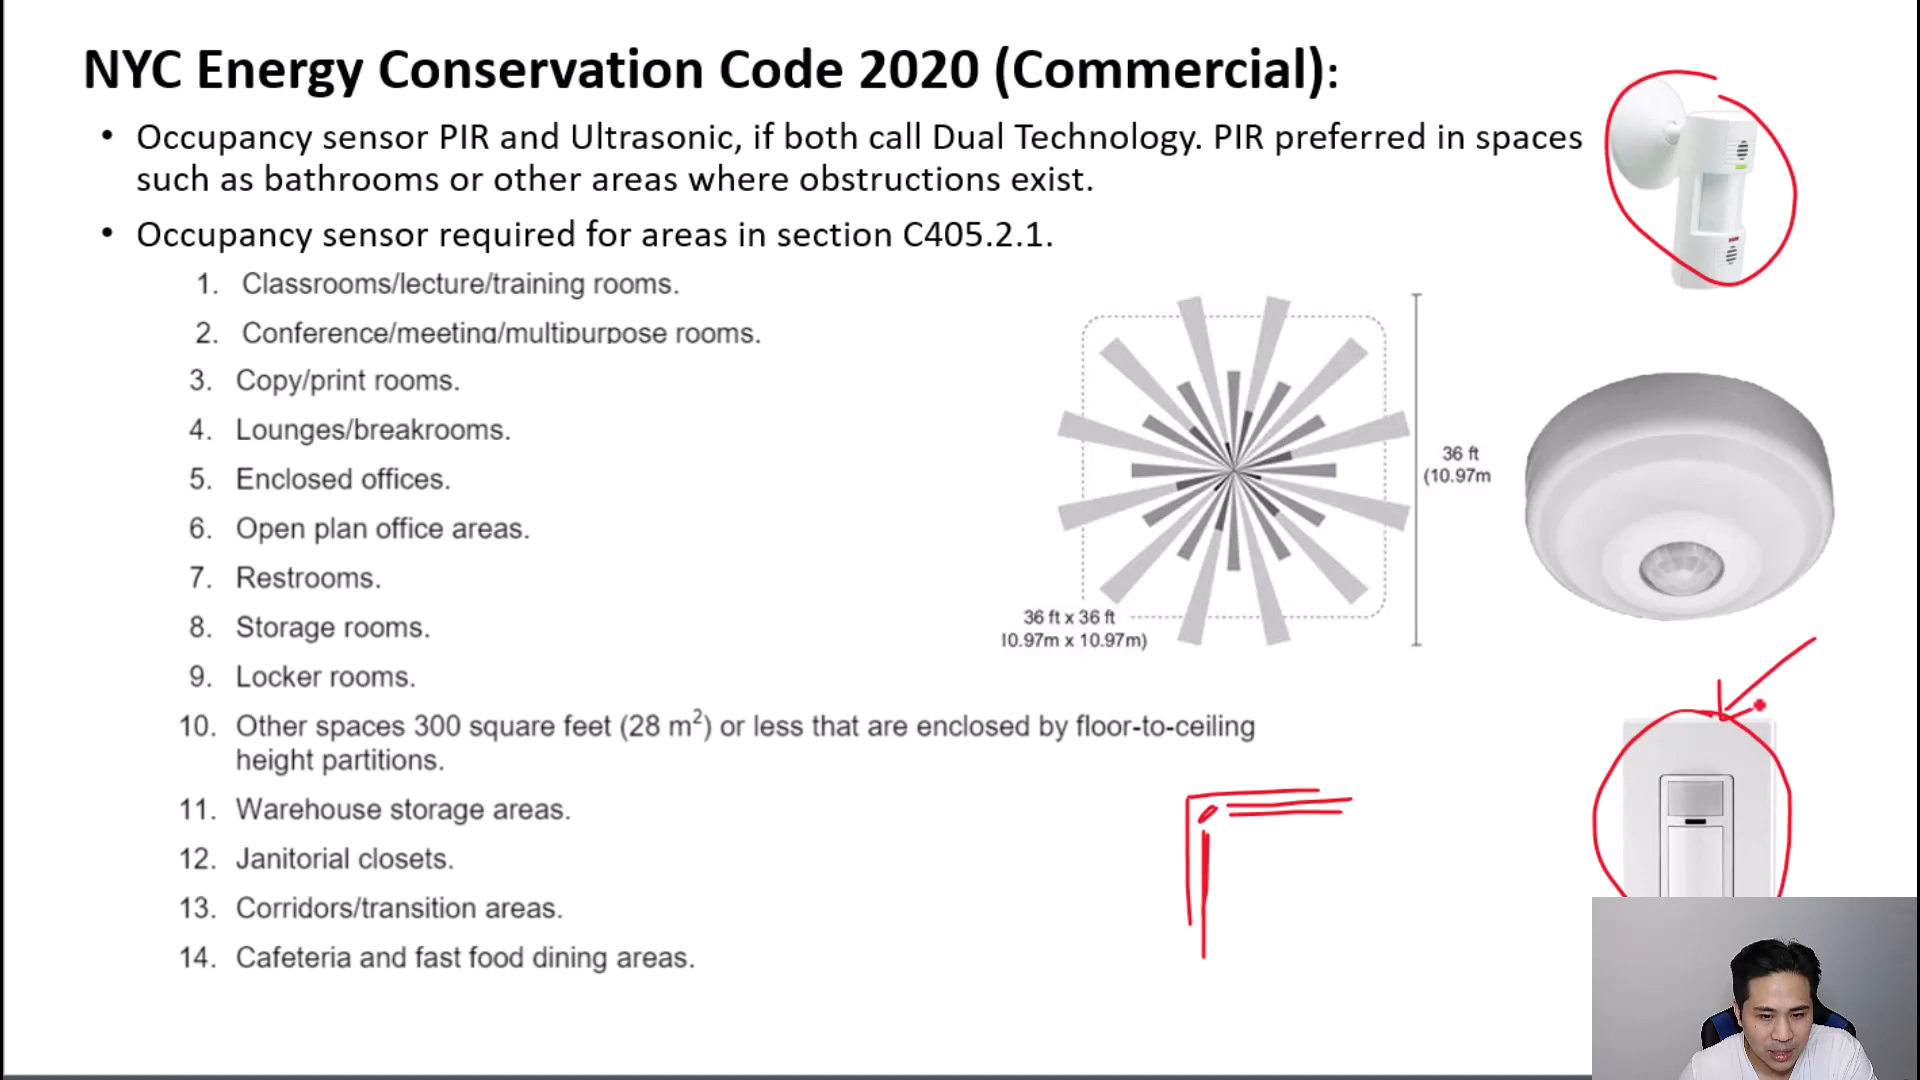 NYC Energy Conservation Code 2020 (Commercial):
• Occupancy sensor PIR and Ultrasonic, if both call Dual Technology. PIR preferred in spaces
such as bathrooms or other areas where obstructions exist.
• Occupancy sensor required for areas in section C405.2.1.
1. Classrooms/lecture/training rooms.
2. Conference/meeting/multipurpose rooms.
3. Copy/print rooms.
4. Lounges/breakrooms.
5. Enclosed offices.
6. Open plan office areas.
7. Restrooms.
8. Storage rooms.
9. Locker rooms.
10. Other spaces 300 square feet (28 m²) or less that are enclosed by floor-to-ceiling
height partitions.
11. Warehouse storage areas.
12. Janitorial closets.
13. Corridors/transition areas.
14. Cafeteria and fast food dining areas.
36 ft
(10.97m
36 ft x 36 ft
10.97m x 10.97m)